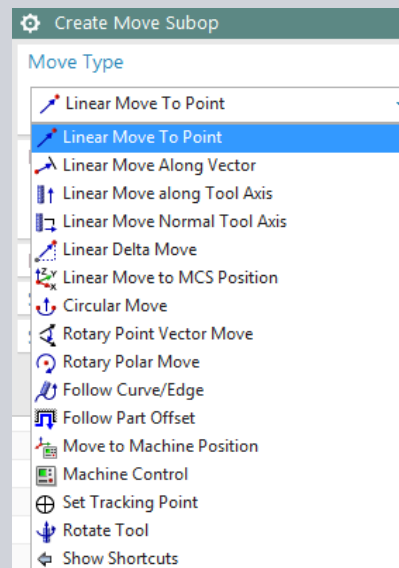 Create Move Subop
Move Type
Linear Move To Point
Linear Move To Point
Linear Move Along Vector
Linear Move along Tool Axis
Linear Move Normal Tool Axis
Linear Delta Move
Linear Move to MCS Position
Circular Move
Rotary Point Vector Move
Rotary Polar Move
Follow Curve/Edge
Follow Part Offset
Move to Machine Position
Machine Control
Set Tracking Point
Rotate Tool
Show Shortcuts